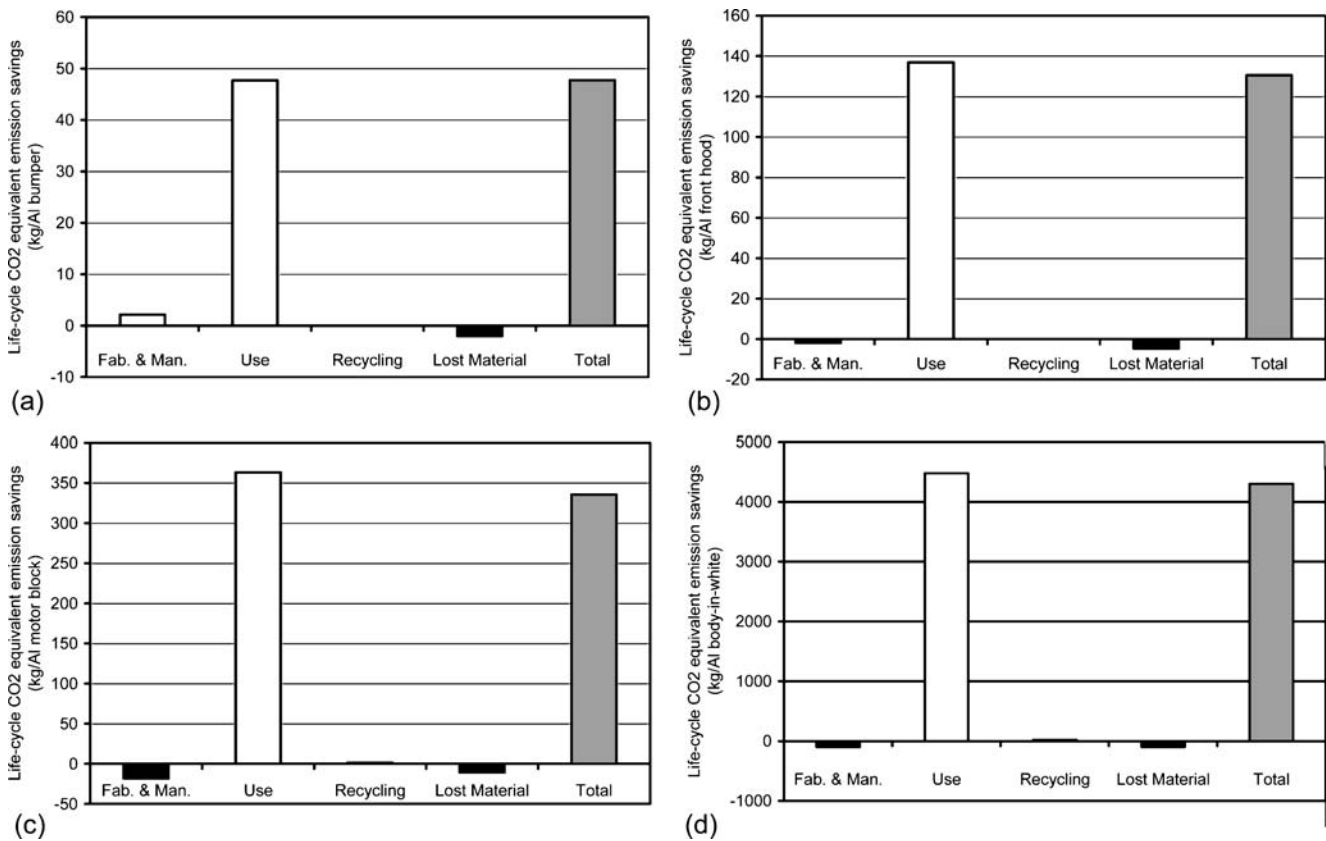 Life-cycle CO2 equivalent emission savings
(kg/Al bumper)
60
50
40
30
20
10
0
-10
Fab. & Man.
Use
Recycling
Lost Material
Total
(a)
Life-cycle CO2 equivalent emission savings
(kg/Al front hood)
160
140
120
100
80
60
40
20
0
-20
Fab. & Man.
Use
Recycling
Lost Material
Total
(b)
Life-cycle CO2 equivalent emission savings
(kg/Al motor block)
400
350
300
250
200
150
100
50
0
-50
Fab. & Man.
Use
Recycling
Lost Material
Total
(c)
Life-cycle CO2 equivalent emission savings
(kg/Al body-in-white)
5000
4000
3000
2000
1000
0
-1000
Fab. & Man.
Use
Recycling
Lost Material
Total
(d)